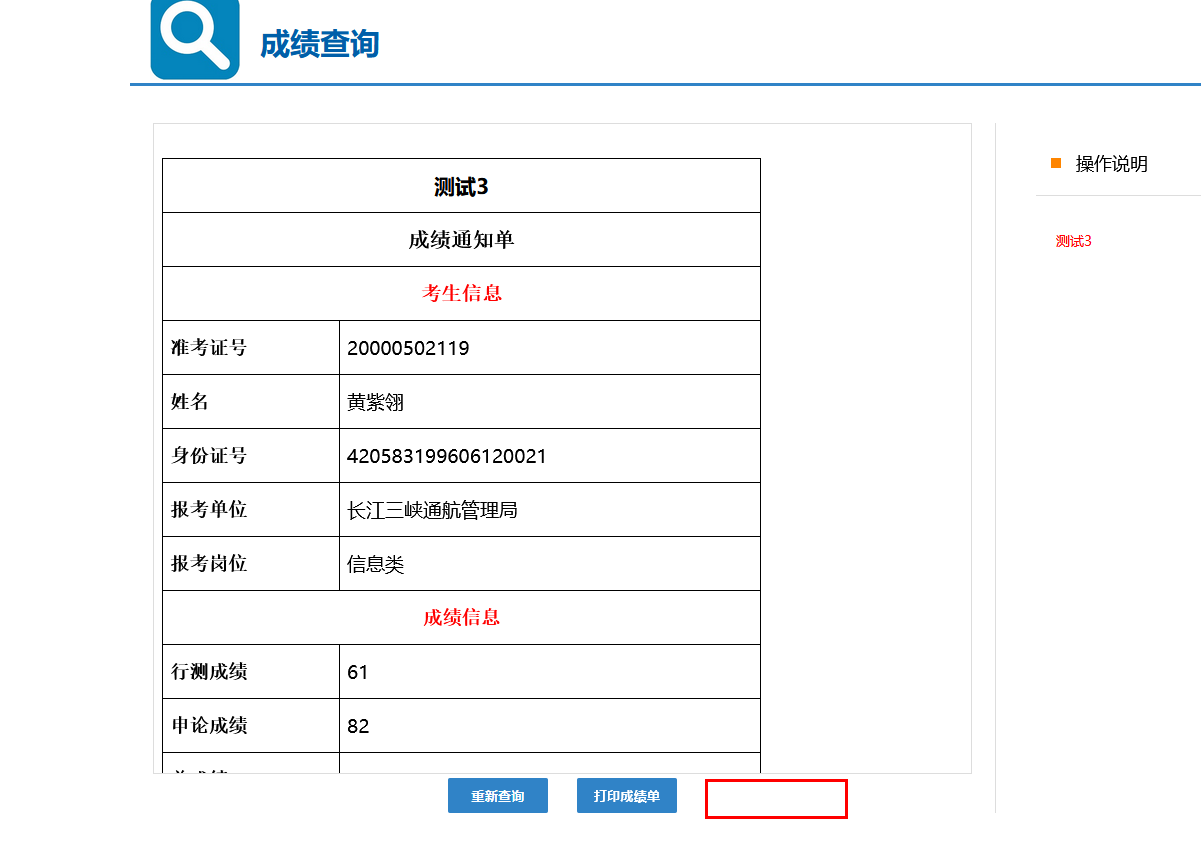 成绩查询
测试3
成绩通知单
考生信息
准考证号 20000502119
姓名 黄紫翎
身份证号 420583199606120021
报考单位 长江三峡通航管理局
报考岗位 信息类
成绩信息
行测成绩 61
申论成绩 82
重新查询 打印成绩单
操作说明
测试3